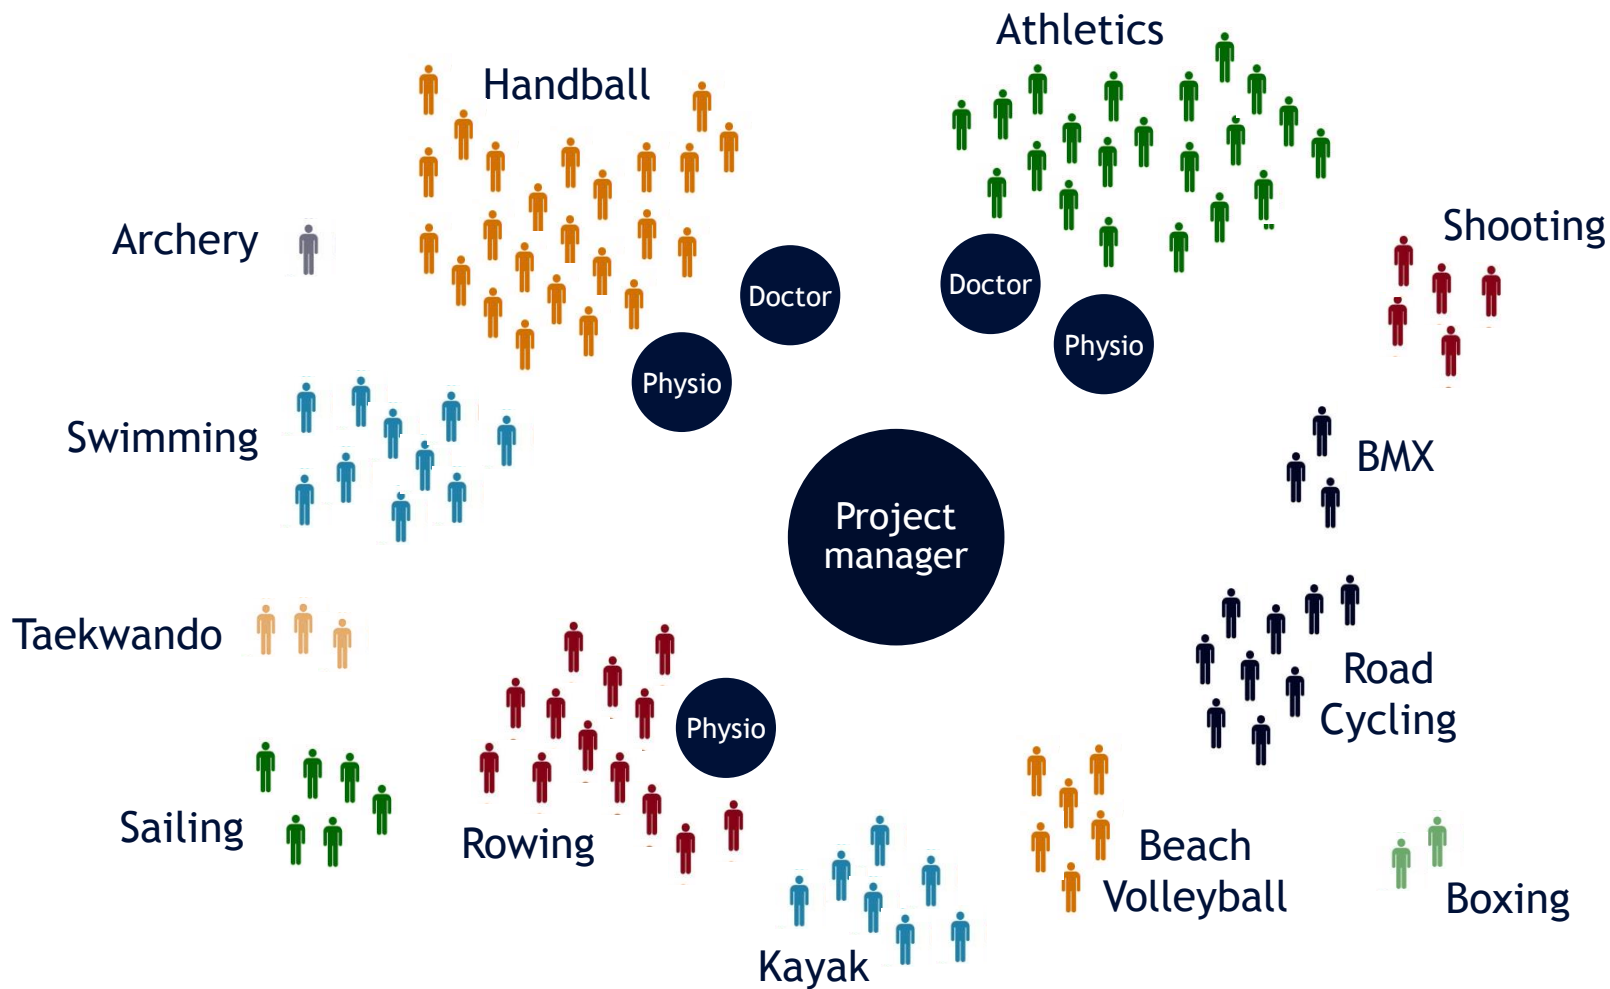 Athletics
Handball
Archery
Shooting
Doctor
Doctor
Physio
Physio
Swimming
BMX
Project
manager
Taekwando
Road
Cycling
Physio
Sailing
Rowing
Beach
Volleyball
Boxing
Kayak